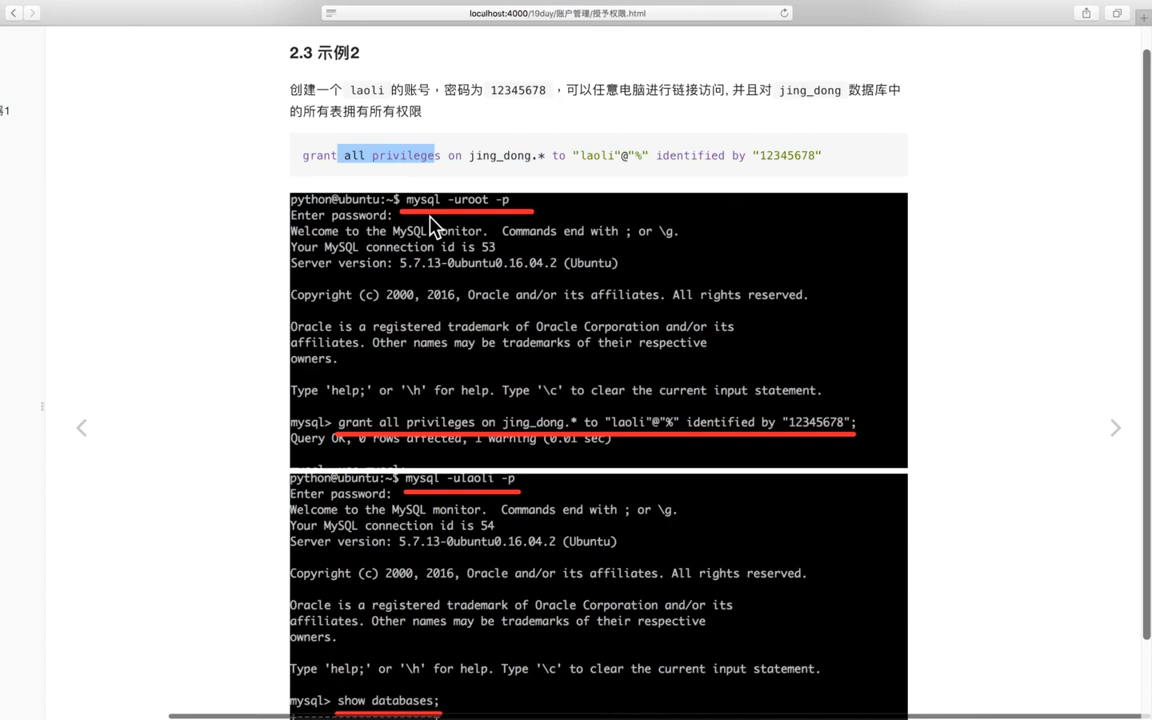 localhost:4000/19day/账户管理/授予权限.html
2.3 示例2
创建一个 laoli 的账号，密码为 12345678 ，可以任意电脑进行链接访问, 并且对 jing_dong 数据库中
的所有表拥有所有权限
grant all privileges on jing_dong.* to "laoli"@"%" identified by "12345678"
python@ubuntu:~$ mysql -uroot -p
Enter password:
Welcome to the MySQL monitor.  Commands end with ; or \g.
Your MySQL connection id is 53
Server version: 5.7.13-0ubuntu0.16.04.2 (Ubuntu)
Copyright (c) 2000, 2016, Oracle and/or its affiliates. All rights reserved.
Oracle is a registered trademark of Oracle Corporation and/or its
affiliates. Other names may be trademarks of their respective
owners.
Type 'help;' or '\h' for help. Type '\c' to clear the current input statement.
mysql> grant all privileges on jing_dong.* to "laoli"@"%" identified by "12345678";
Query OK, 0 rows affected, 1 warning (0.01 sec)
python@ubuntu:~$ mysql -ulaoli -p
Enter password:
Welcome to the MySQL monitor.  Commands end with ; or \g.
Your MySQL connection id is 54
Server version: 5.7.13-0ubuntu0.16.04.2 (Ubuntu)
Copyright (c) 2000, 2016, Oracle and/or its affiliates. All rights reserved.
Oracle is a registered trademark of Oracle Corporation and/or its
affiliates. Other names may be trademarks of their respective
owners.
Type 'help;' or '\h' for help. Type '\c' to clear the current input statement.
mysql> show databases;